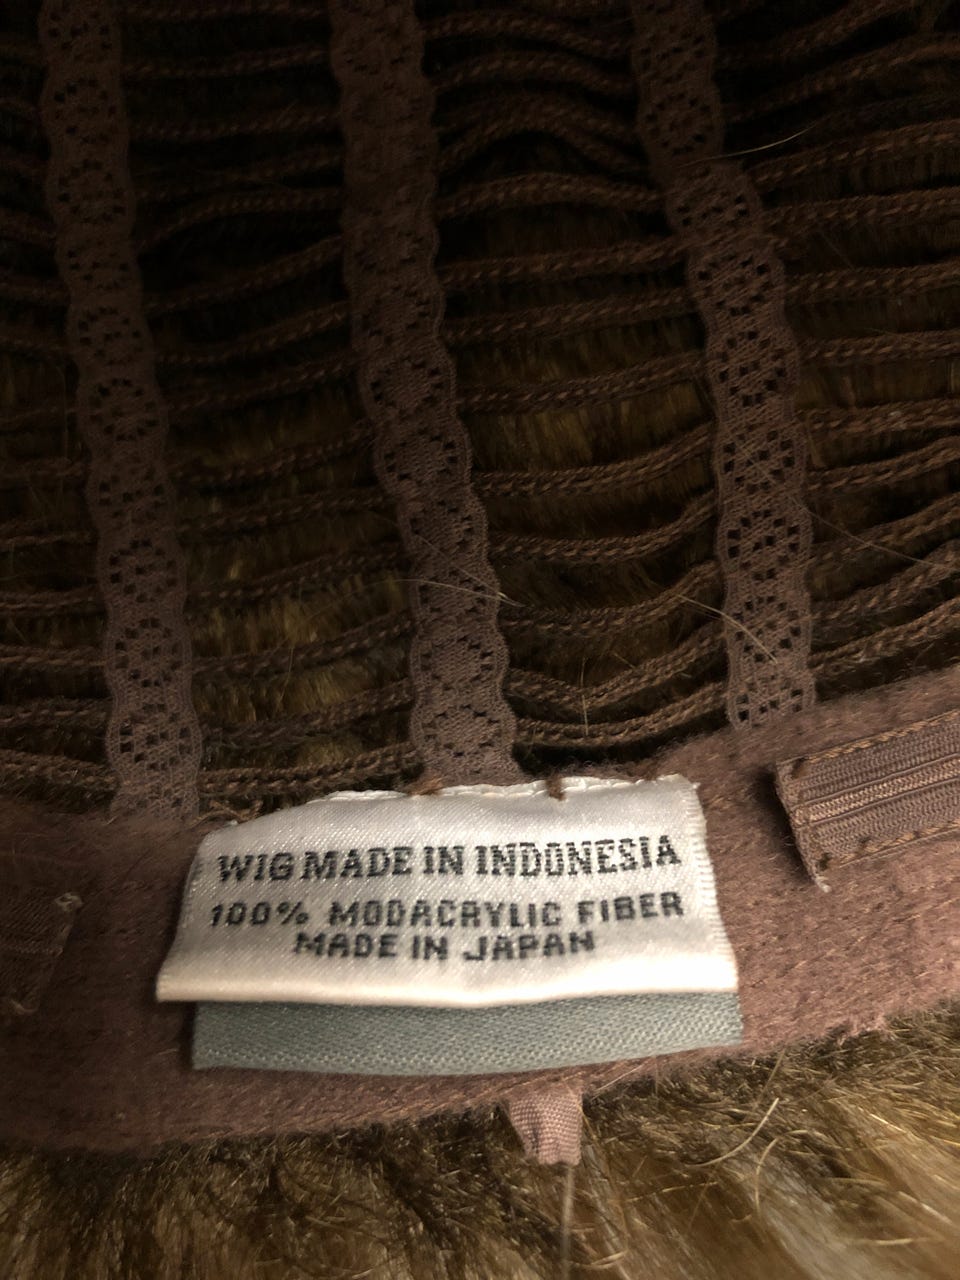 WIG MADE IN INDONESIA
100% MODACRYLIC FIBER
MADE IN JAPAN